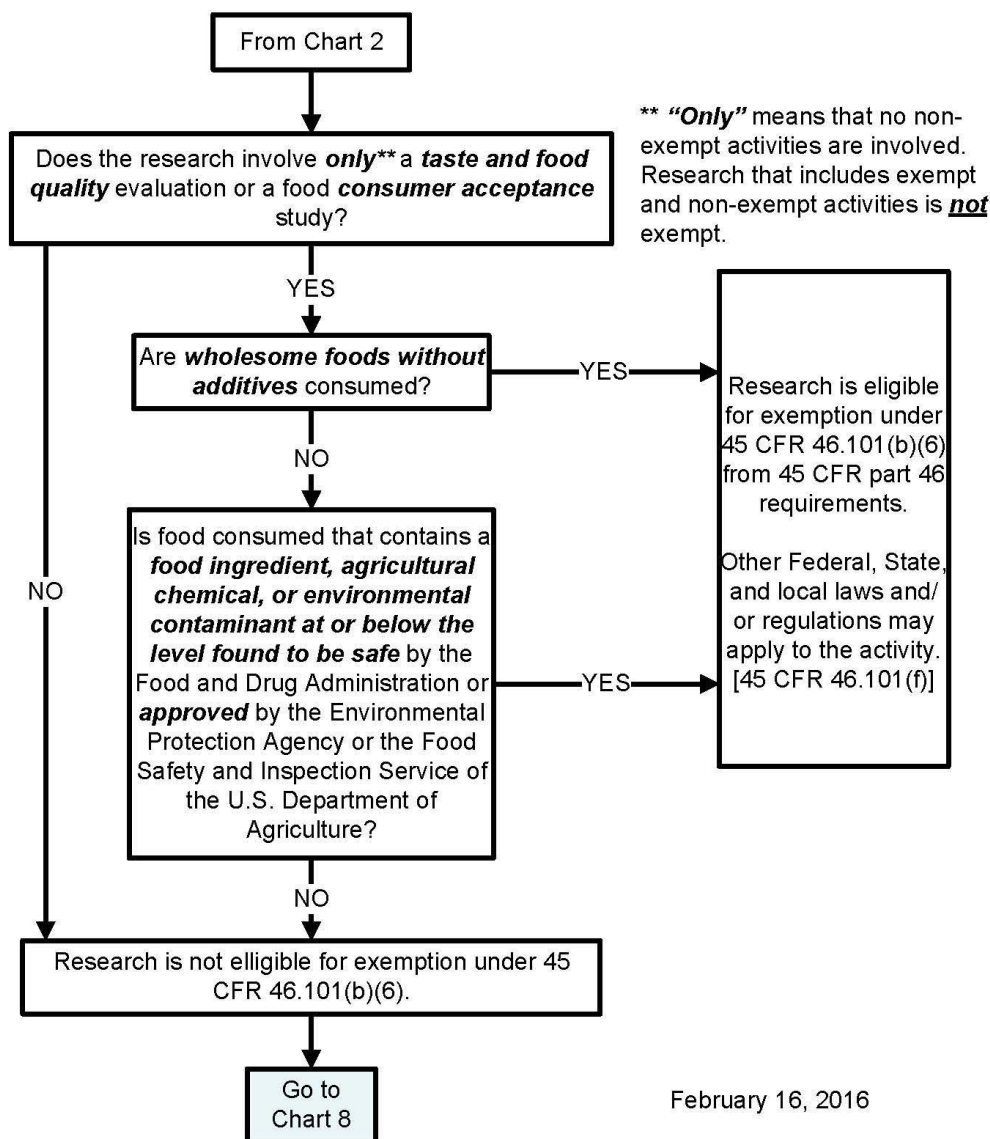 From Chart 2
** “Only” means that no non-
exempt activities are involved.
Research that includes exempt
and non-exempt activities is not
exempt.
Does the research involve only** a taste and food
quality evaluation or a food consumer acceptance
study?
YES
NO
Are wholesome foods without
additives consumed?
YES
NO
Is food consumed that contains a
food ingredient, agricultural
chemical, or environmental
contaminant at or below the
level found to be safe by the
Food and Drug Administration or
approved by the Environmental
Protection Agency or the Food
Safety and Inspection Service of
the U.S. Department of
Agriculture?
YES
NO
Research is eligible
for exemption under
45 CFR 46.101(b)(6)
from 45 CFR part 46
requirements.
Other Federal, State,
and local laws and/
or regulations may
apply to the activity.
[45 CFR 46.101(f)]
Research is not elligible for exemption under 45
CFR 46.101(b)(6).
Go to
Chart 8
February 16, 2016